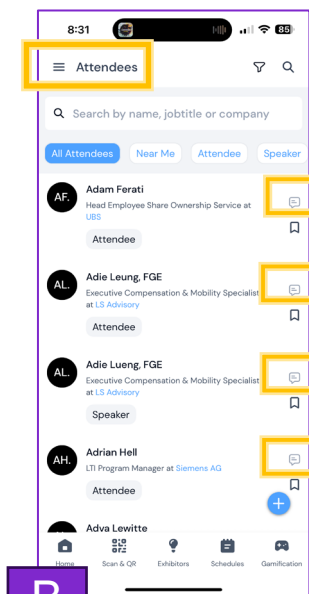 8:31
85
Attendees
Search by name, jobtitle or company
All Attendees Near Me Attendee Speaker
AF.
Adam Ferati
Head Employee Share Ownership Service at
UBS
Attendee
AL.
Adie Leung, FGE
Executive Compensation & Mobility Specialist
at LS Advisory
Attendee
AL.
Adie Lueng, FGE
Executive Compensation & Mobility Specialist
at LS Advisory
Speaker
AH.
Adrian Hell
LTI Program Manager at Siemens AG
Attendee
Adva Lewitte
Home Scan & QR Exhibitors Schedules Gamification